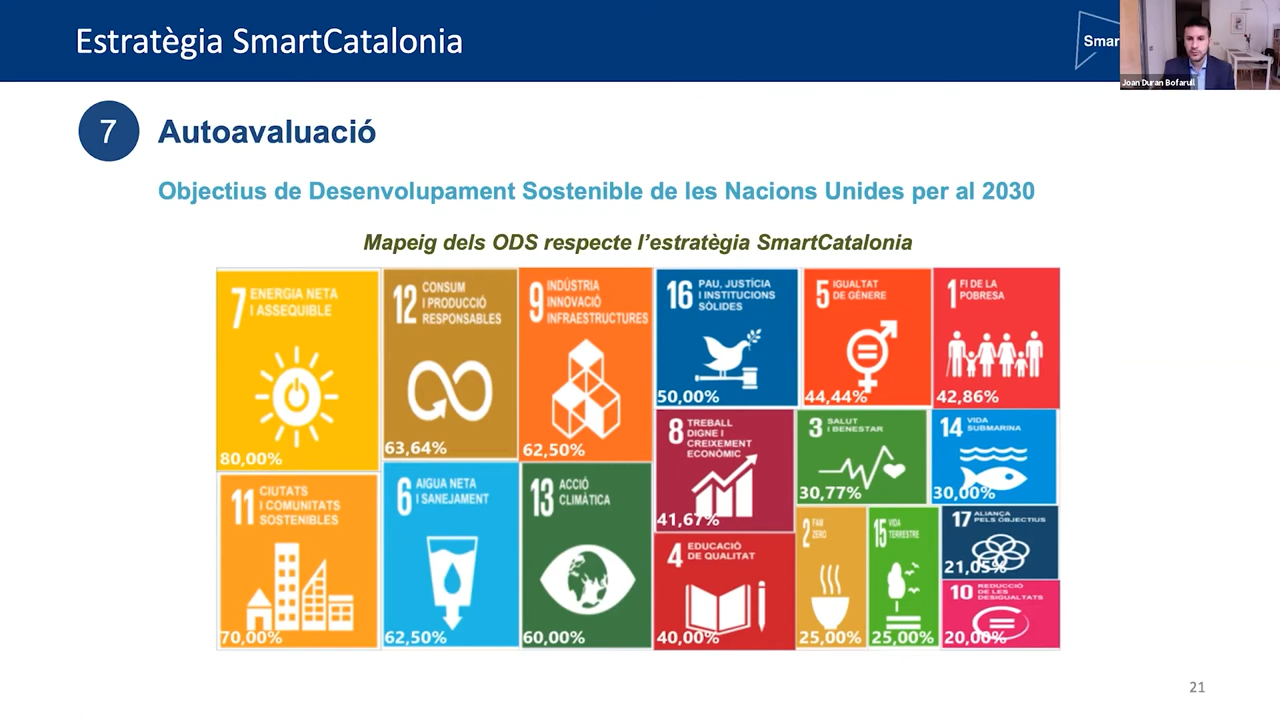 Estratègia SmartCatalonia
Smar
Joan Duran Bofarull
7
Autoavaluació
Objectius de Desenvolupament Sostenible de les Nacions Unides per al 2030
Mapeig dels ODS respecte l'estratègia SmartCatalonia
7 ENERGIA NETA
I ASSEQUIBLE
80,00%
12 CONSUM
I PRODUCCIÓ
RESPONSABLES
63,64%
9 INDÚSTRIA
INNOVACIÓ
INFRAESTRUCTURES
62,50%
16 PAU, JUSTÍCIA
I INSTITUCIONS
SÒLIDES
50,00%
5 IGUALTAT
DE GÈNERE
44,44%
1 FI DE LA
POBRESA
42,86%
11 CIUTATS
I COMUNITATS
SOSTENIBLES
70,00%
6 AIGUA NETA
I SANEJAMENT
62,50%
13 ACCIÓ
CLIMÀTICA
60,00%
8 TREBALL
DIGNE I
CREIXEMENT
ECONÒMIC
41,67%
3 SALUT
I BENESTAR
30,77%
14 VIDA
SUBMARINA
30,00%
4 EDUCACIÓ
DE QUALITAT
40,00%
2 FAM
ZERO
25,00%
15 VIDA
TERRESTRE
25,00%
17 ALIANÇA
PELS OBJECTIUS
21,05%
10 REDUCCIÓ
DE LES
DESIGUALTATS
20,00%
21